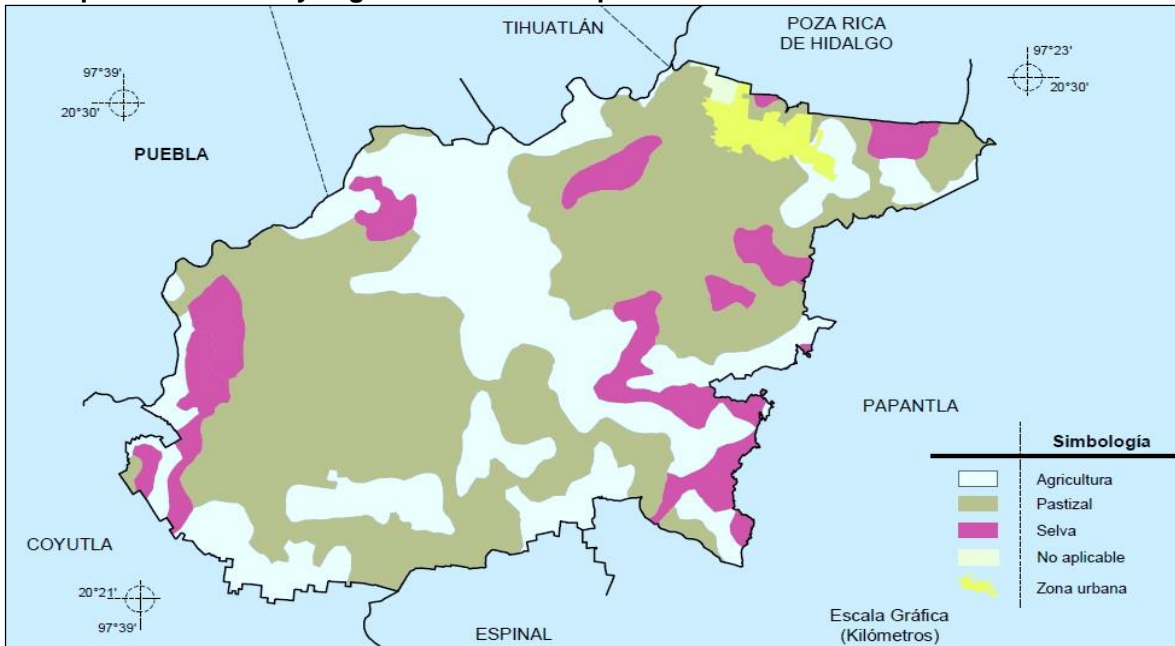 TIHUATLÁN
POZA RICA
DE HIDALGO
97°39'
97°23'
20°30'
20°30'
PUEBLA
PAPANTLA
Simbología
Agricultura
Pastizal
Selva
No aplicable
Zona urbana
COYUTLA
20°21'
97°39'
ESPINAL
Escala Gráfica
(Kilómetros)